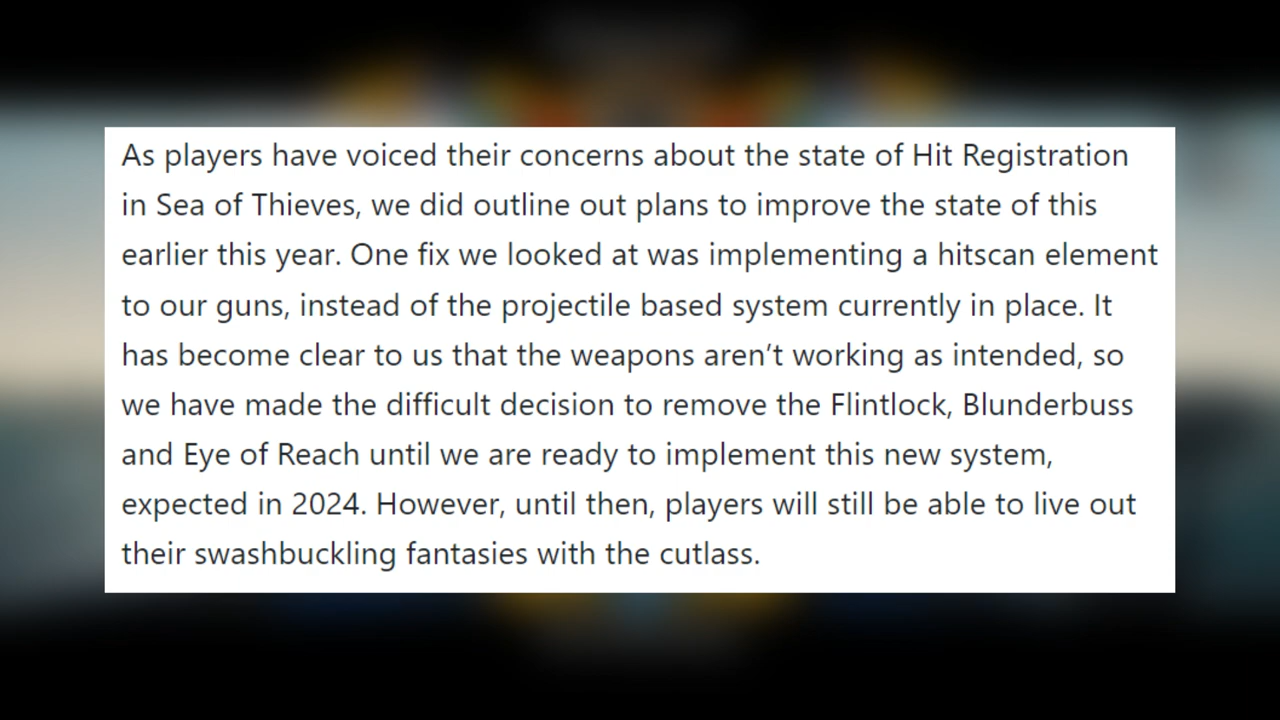 As players have voiced their concerns about the state of Hit Registration
in Sea of Thieves, we did outline out plans to improve the state of this
earlier this year. One fix we looked at was implementing a hitscan element
to our guns, instead of the projectile based system currently in place. It
has become clear to us that the weapons aren’t working as intended, so
we have made the difficult decision to remove the Flintlock, Blunderbuss
and Eye of Reach until we are ready to implement this new system,
expected in 2024. However, until then, players will still be able to live out
their swashbuckling fantasies with the cutlass.